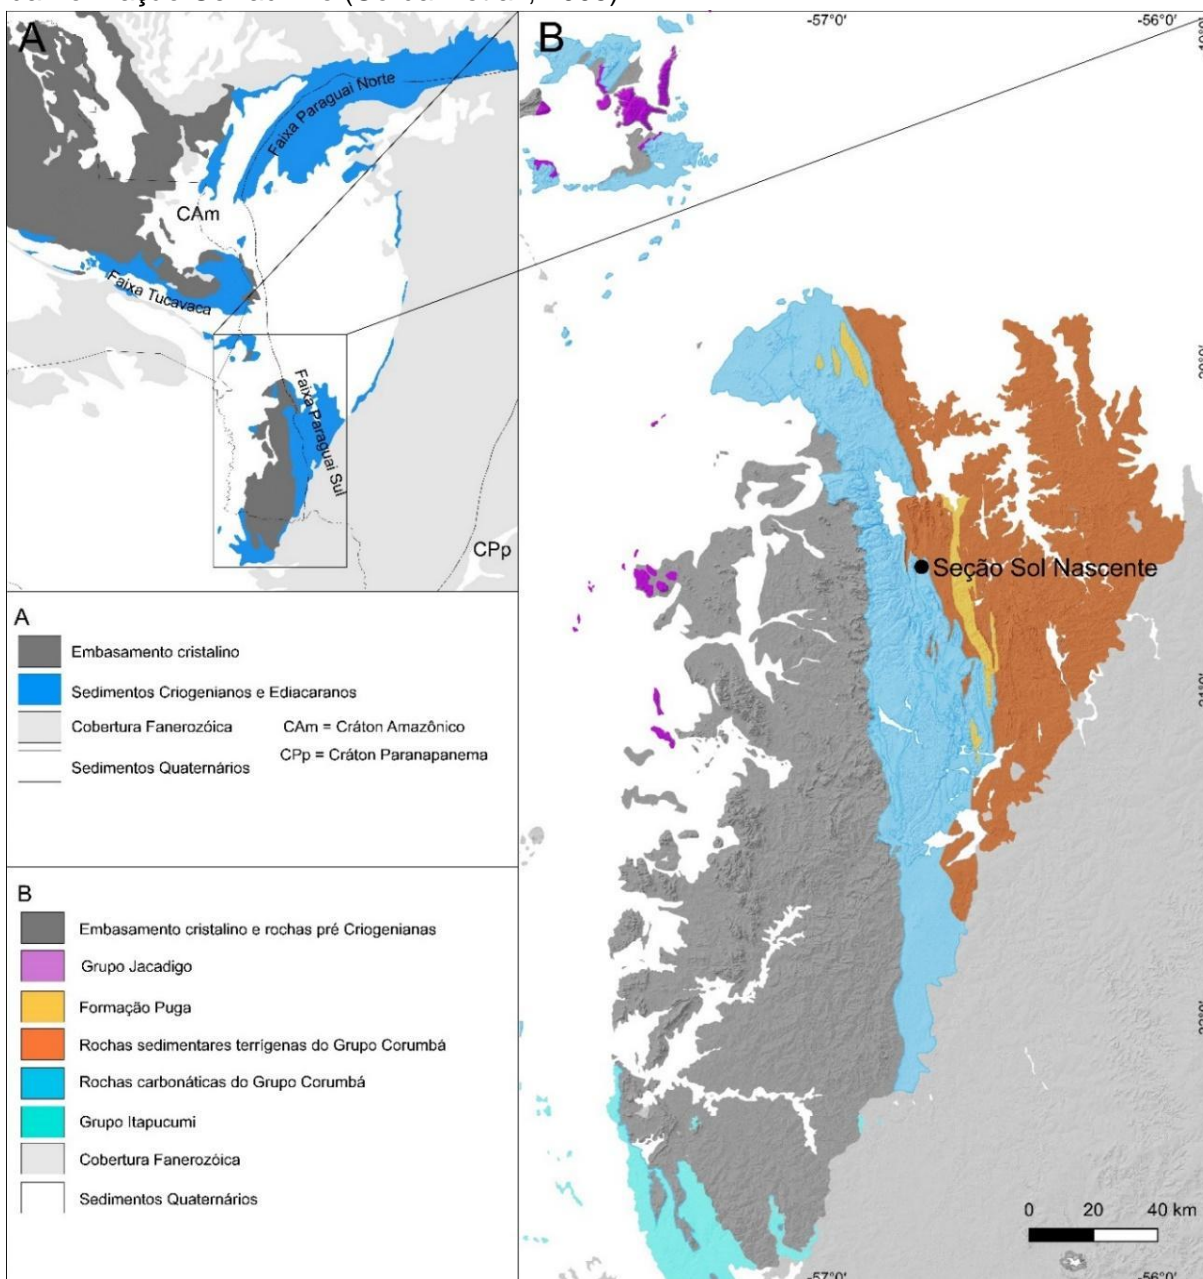 A
Faixa Paraguai Norte
CAm
Faixa Tucavaca
Faixa Paraguai Sul
CPp
A
Embasamento cristalino
Sedimentos Criogenianos e Ediacaranos
Cobertura Fanerozóica
CAm = Cráton Amazônico
CPp = Cráton Paranapanema
Sedimentos Quaternários
B
Embasamento cristalino e rochas pré Criogenianas
Grupo Jacadigo
Formação Puga
Rochas sedimentares terrígenas do Grupo Corumbá
Rochas carbonáticas do Grupo Corumbá
Grupo Itapucumi
Cobertura Fanerozóica
Sedimentos Quaternários
B
-57°0'
-56°0'
Seção Sol Nascente
0 20 40 km
-57°0'
-56°0'